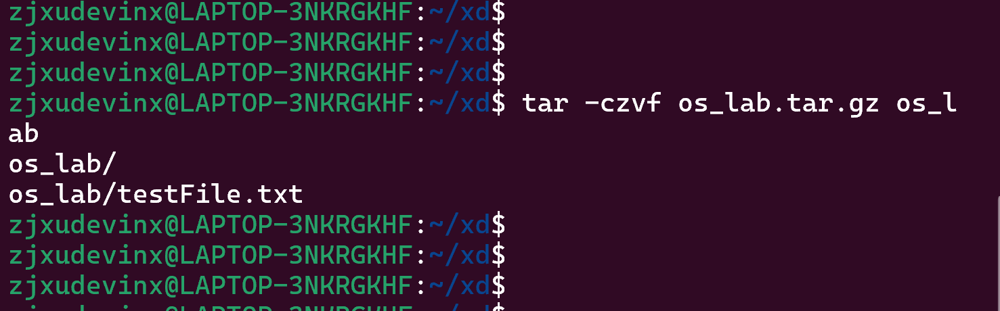 zjxudevinx@LAPTOP-3NKRGKHF:~/xd$
zjxudevinx@LAPTOP-3NKRGKHF:~/xd$
zjxudevinx@LAPTOP-3NKRGKHF:~/xd$
zjxudevinx@LAPTOP-3NKRGKHF:~/xd$ tar -czvf os_lab.tar.gz os_l
ab
os_lab/
os_lab/testFile.txt
zjxudevinx@LAPTOP-3NKRGKHF:~/xd$
zjxudevinx@LAPTOP-3NKRGKHF:~/xd$
zjxudevinx@LAPTOP-3NKRGKHF:~/xd$